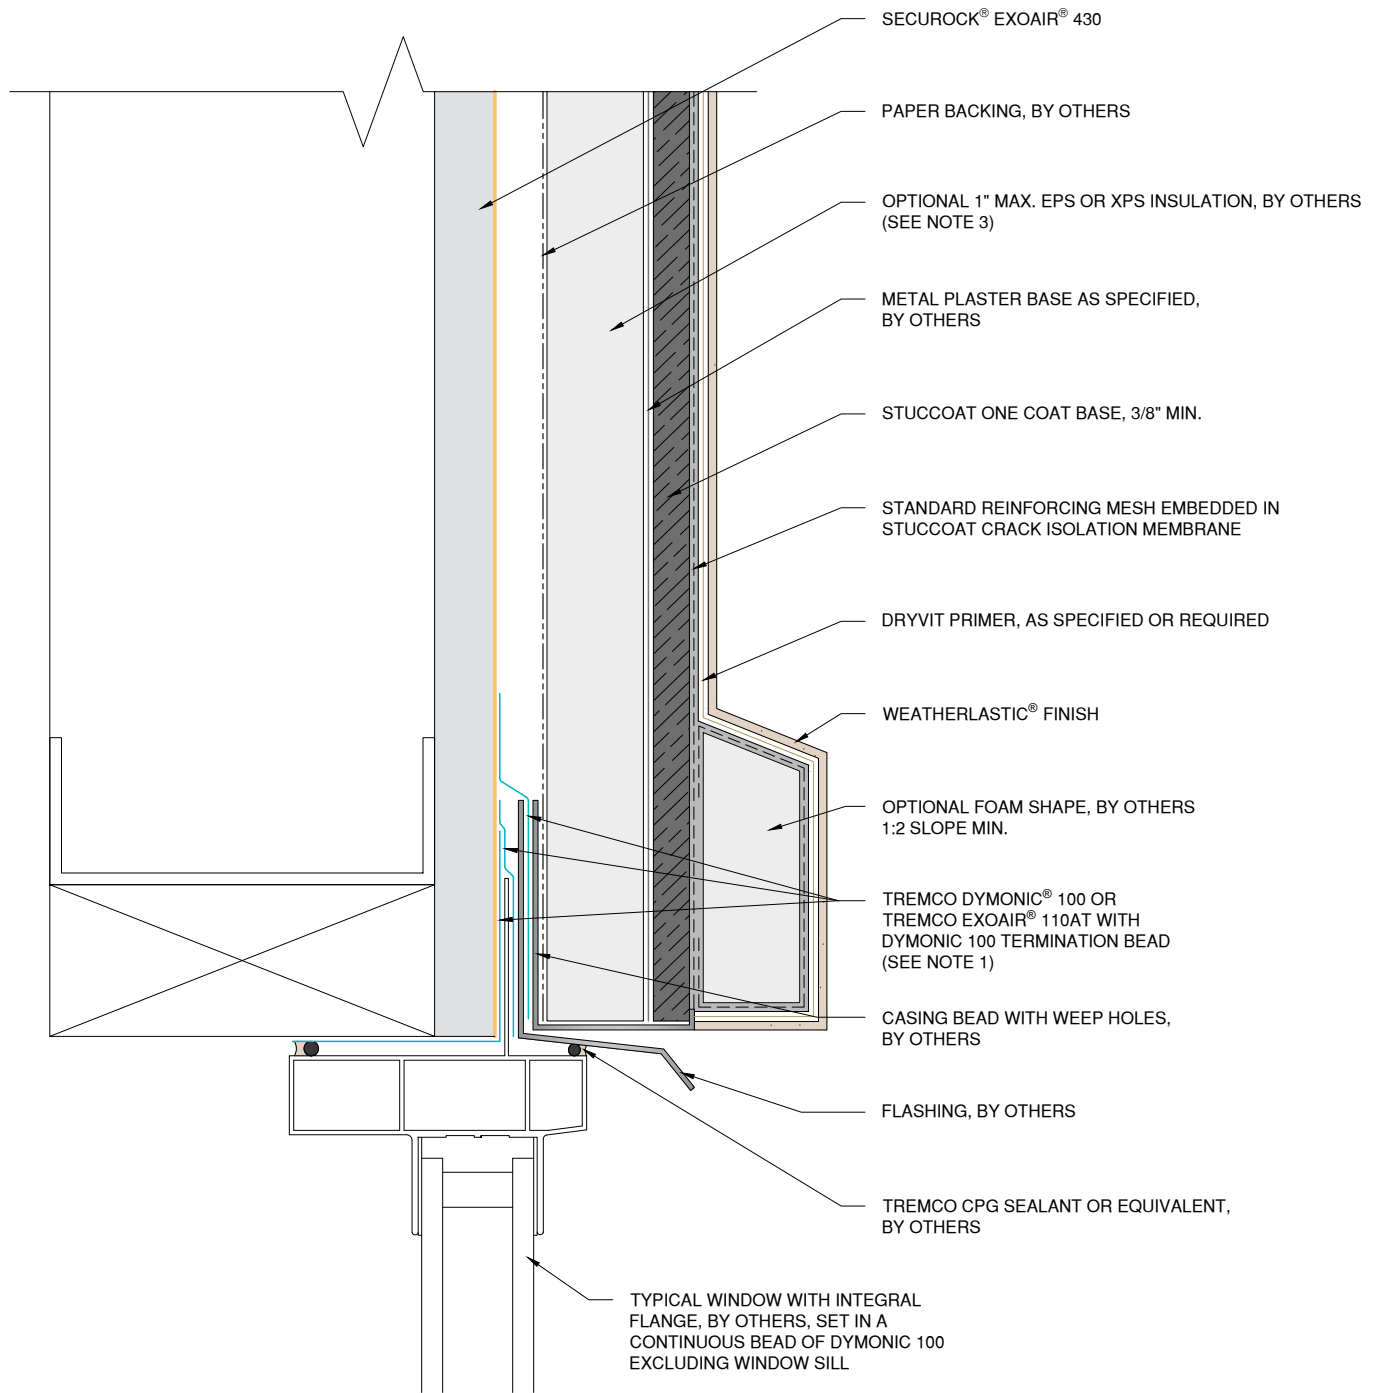 SECUROCK® EXOAIR® 430
PAPER BACKING, BY OTHERS
OPTIONAL 1" MAX. EPS OR XPS INSULATION, BY OTHERS
(SEE NOTE 3)
METAL PLASTER BASE AS SPECIFIED,
BY OTHERS
STUCCOAT ONE COAT BASE, 3/8" MIN.
STANDARD REINFORCING MESH EMBEDDED IN
STUCCOAT CRACK ISOLATION MEMBRANE
DRYVIT PRIMER, AS SPECIFIED OR REQUIRED
WEATHERLASTIC® FINISH
OPTIONAL FOAM SHAPE, BY OTHERS
1:2 SLOPE MIN.
TREMCO DYMONIC® 100 OR
TREMCO EXOAIR® 110AT WITH
DYMONIC 100 TERMINATION BEAD
(SEE NOTE 1)
CASING BEAD WITH WEEP HOLES,
BY OTHERS
FLASHING, BY OTHERS
TREMCO CPG SEALANT OR EQUIVALENT,
BY OTHERS
TYPICAL WINDOW WITH INTEGRAL
FLANGE, BY OTHERS, SET IN A
CONTINUOUS BEAD OF DYMONIC 100
EXCLUDING WINDOW SILL